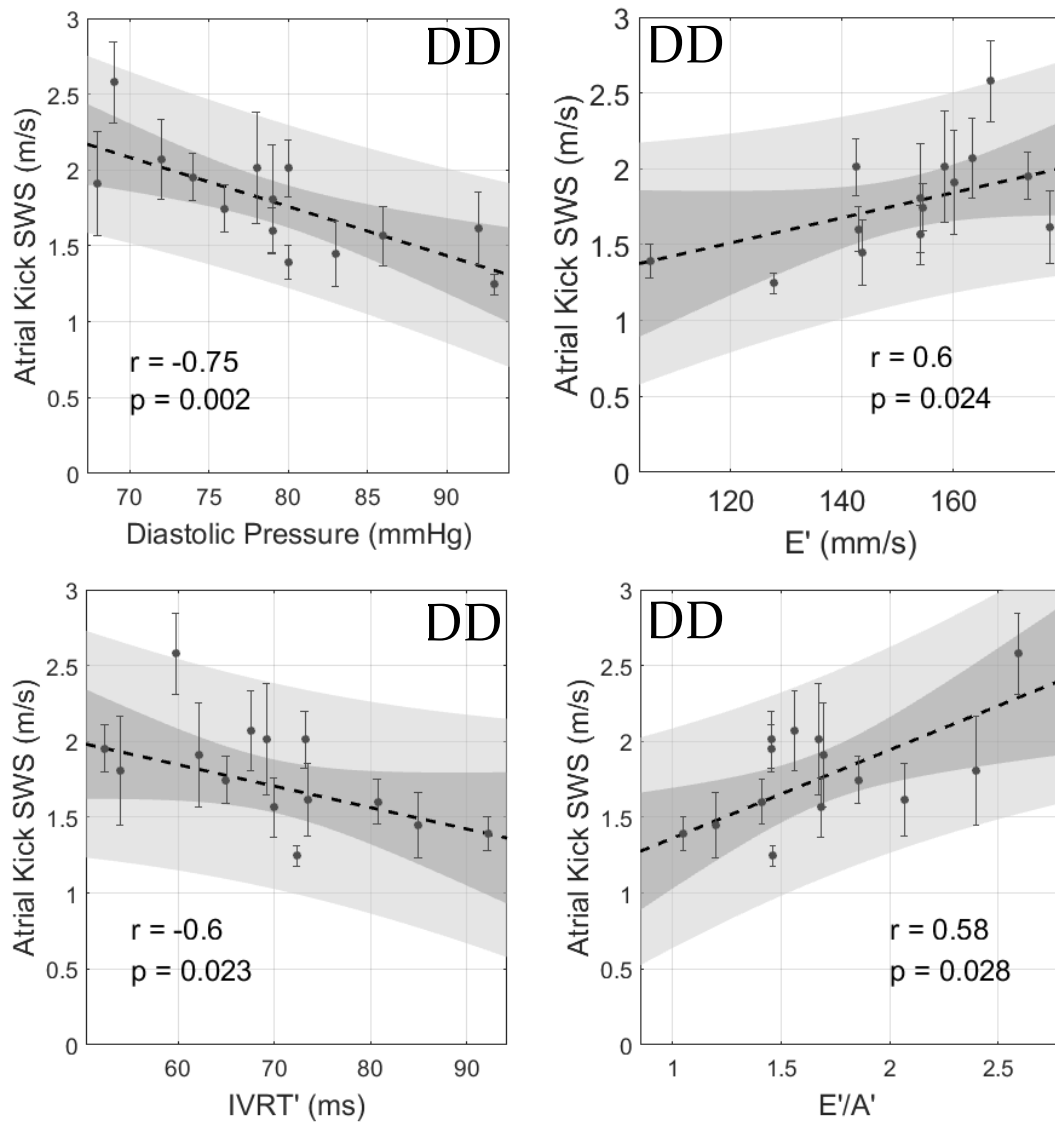 DD
3
2.5
2
1.5
1
0.5
0
Atrial Kick SWS (m/s)
r = -0.75
p = 0.002
70 75 80 85 90
Diastolic Pressure (mmHg)
DD
3
2.5
2
1.5
1
0.5
0
Atrial Kick SWS (m/s)
r = 0.6
p = 0.024
120 140 160
E' (mm/s)
DD
3
2.5
2
1.5
1
0.5
0
Atrial Kick SWS (m/s)
r = -0.6
p = 0.023
60 70 80 90
IVRT' (ms)
DD
3
2.5
2
1.5
1
0.5
0
Atrial Kick SWS (m/s)
r = 0.58
p = 0.028
1 1.5 2 2.5
E'/A'